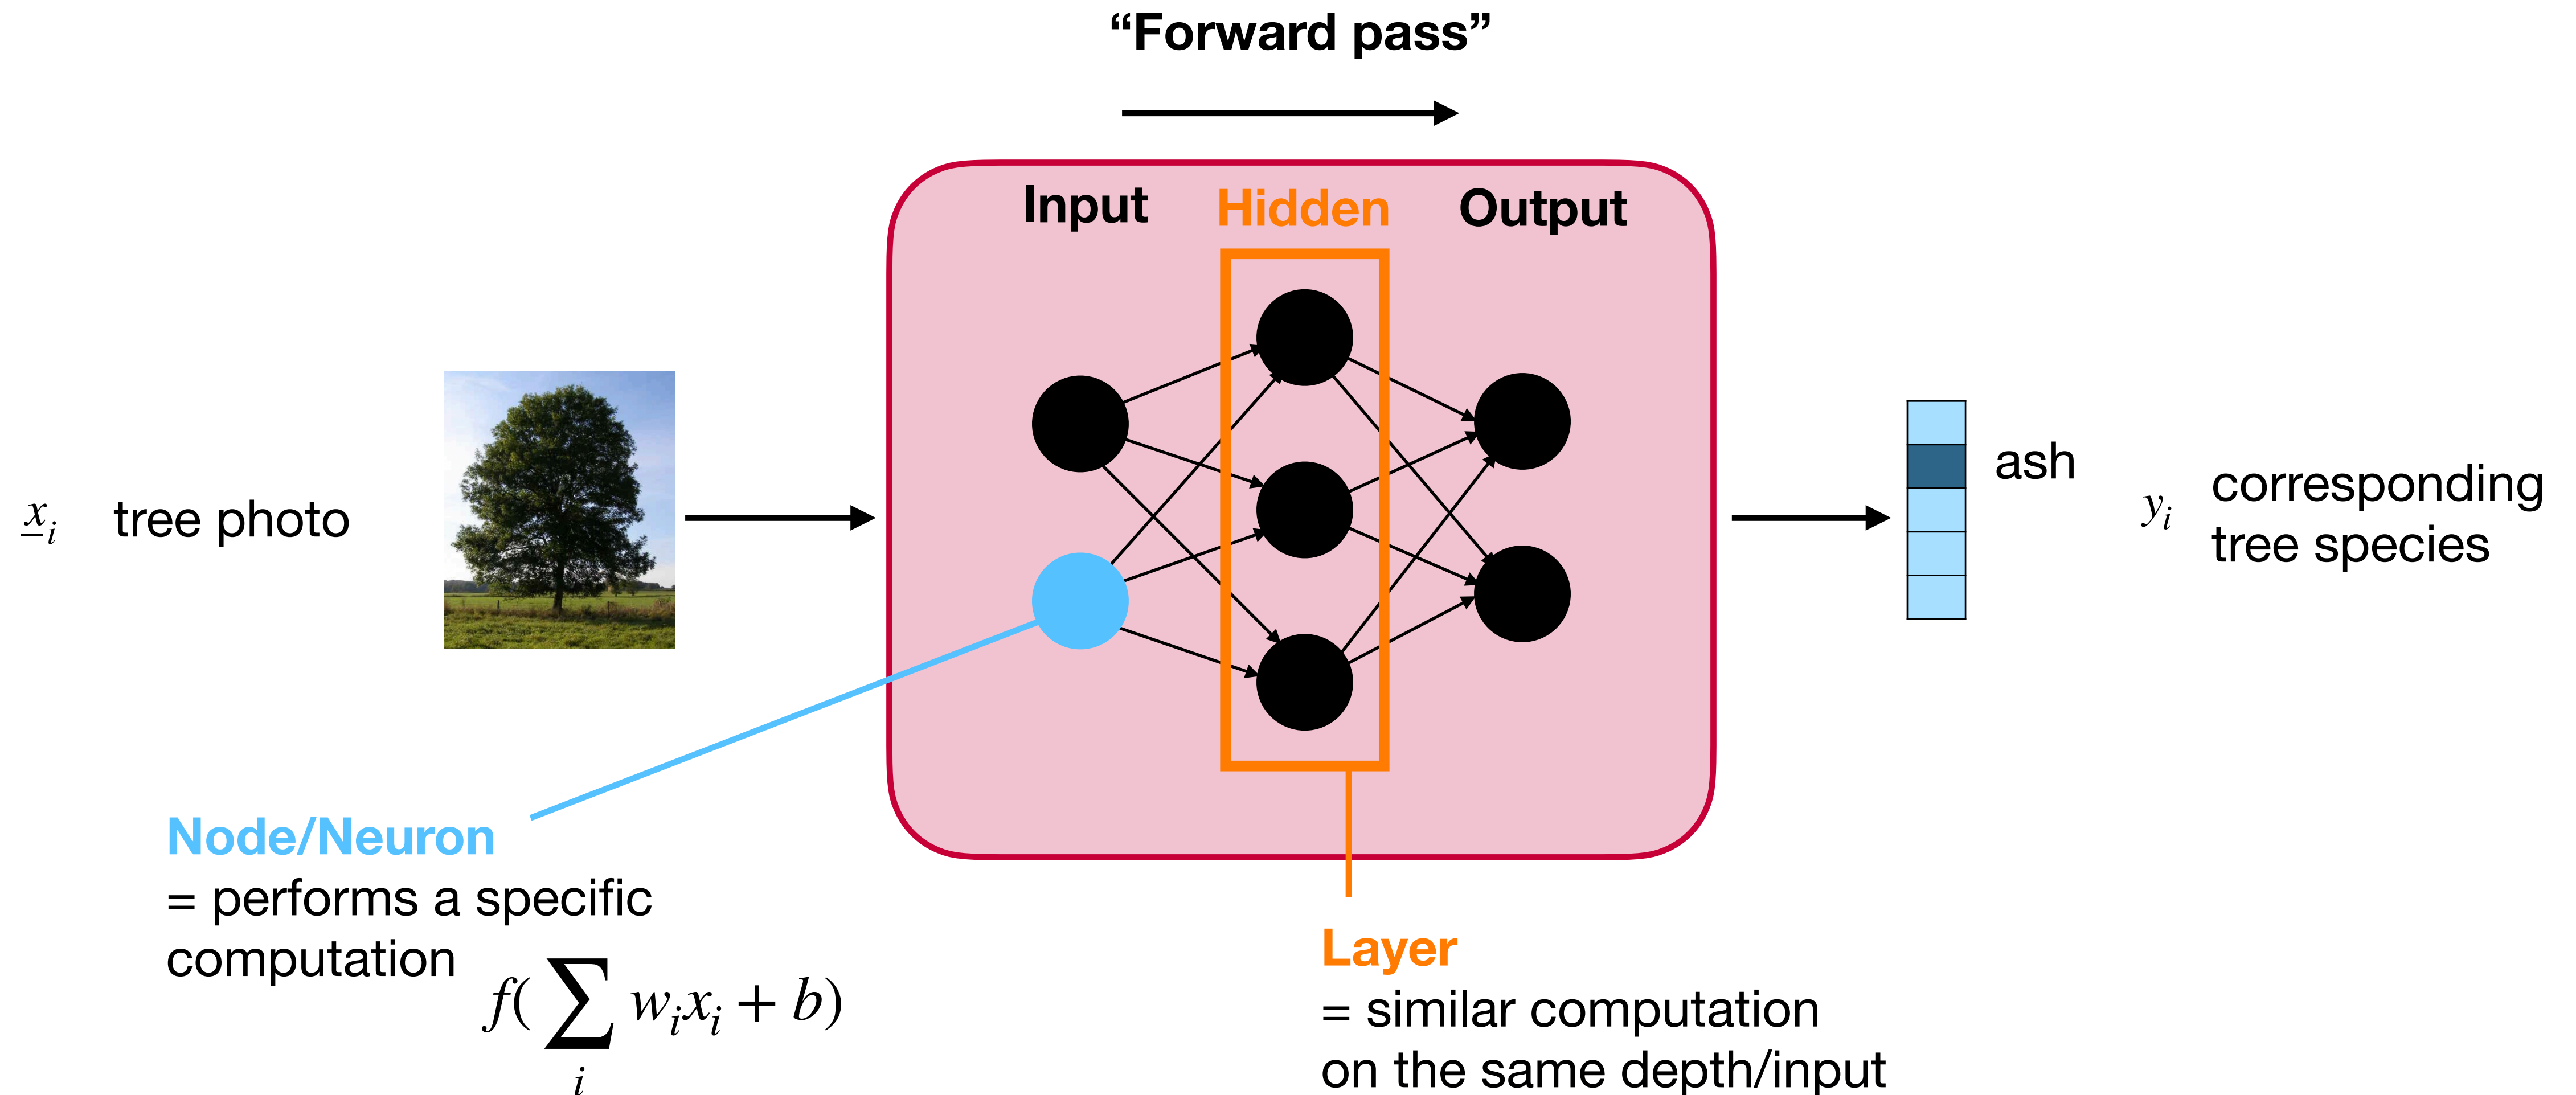 “Forward pass”
Input Hidden Output
x_i tree photo
ash
y_i corresponding
tree species
Node/Neuron
= performs a specific
computation
f( ∑_i w_i x_i + b)
Layer
= similar computation
on the same depth/input